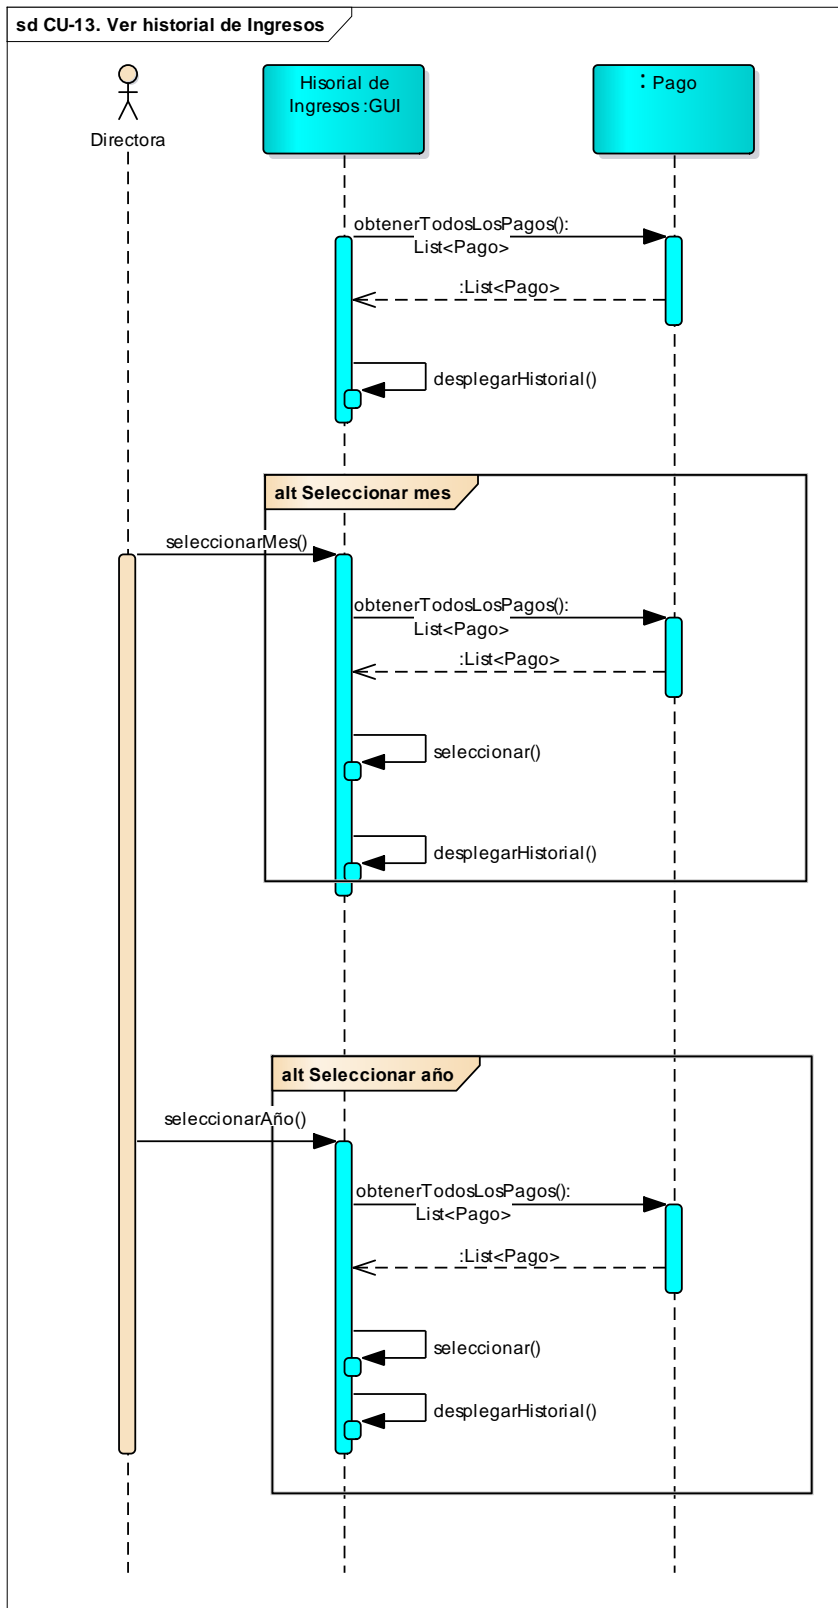 sd CU-13. Ver historial de Ingresos
Directora
Hisorial de
Ingresos :GUI
: Pago
obtenerTodosLosPagos():
List<Pago>
:List<Pago>
desplegarHistorial()
alt Seleccionar mes
seleccionarMes()
obtenerTodosLosPagos():
List<Pago>
:List<Pago>
seleccionar()
desplegarHistorial()
alt Seleccionar año
seleccionarAño()
obtenerTodosLosPagos():
List<Pago>
:List<Pago>
seleccionar()
desplegarHistorial()